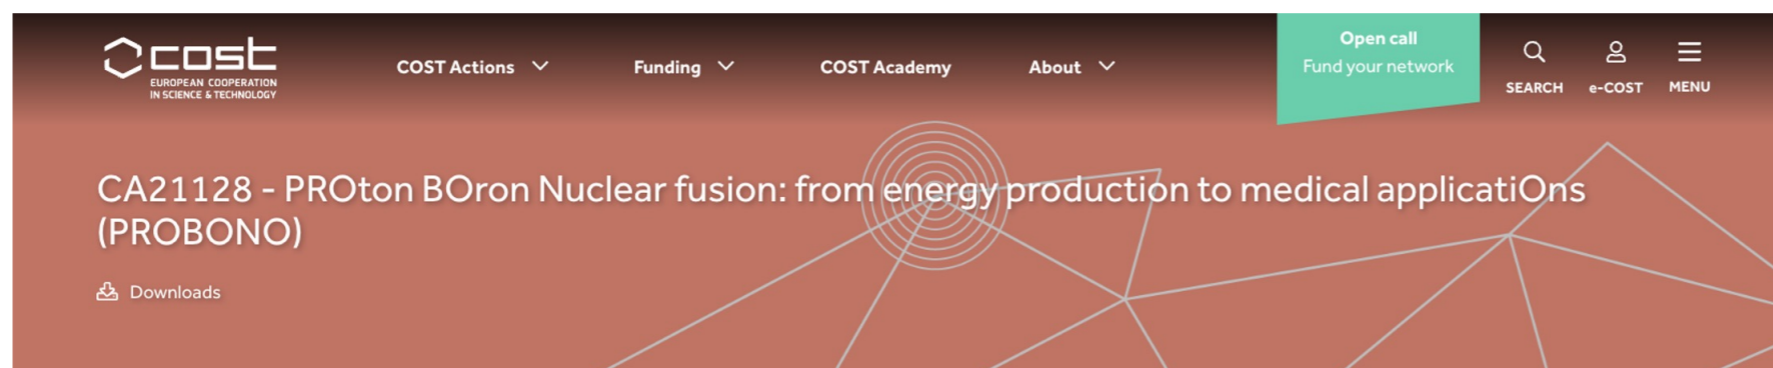 cost
EUROPEAN COOPERATION
IN SCIENCE & TECHNOLOGY
COST Actions
Funding
COST Academy
About
Open call
Fund your network
SEARCH
e-COST
MENU
CA21128 - PROton BOron Nuclear fusion: from energy production to medical applicatiOns
(PROBONO)
Downloads